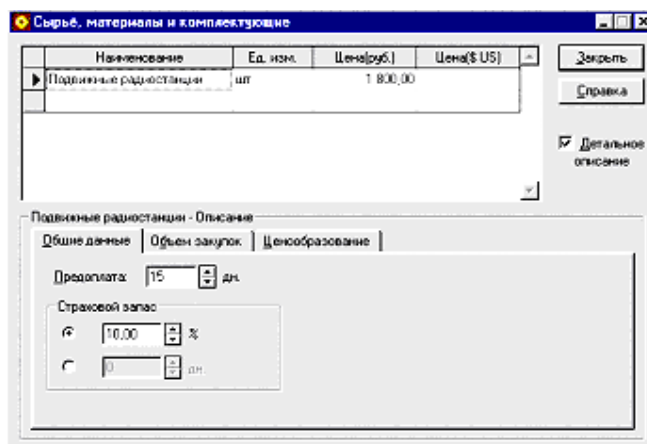 Сырьё, материалы и комплектующие
Наименование Ед. изм. Цена(руб.) Цена($ US)
Подвижные радиостанции шт 1 800,00
Закрыть
Справка
Детальное
описание
Подвижные радиостанции - Описание
Общие данные Объем закупок Ценообразование
Предоплата: 15 дн.
Страховой запас
10,00 %
0 дн.